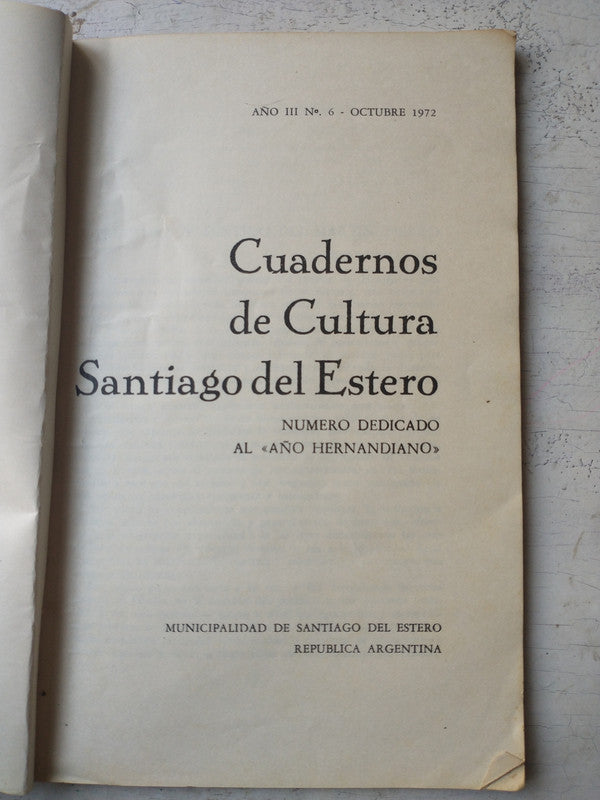 AÑO III Nº. 6 - OCTUBRE 1972
Cuadernos
de Cultura
Santiago del Estero
NUMERO DEDICADO
AL «AÑO HERNANDIANO»
MUNICIPALIDAD DE SANTIAGO DEL ESTERO
REPUBLICA ARGENTINA